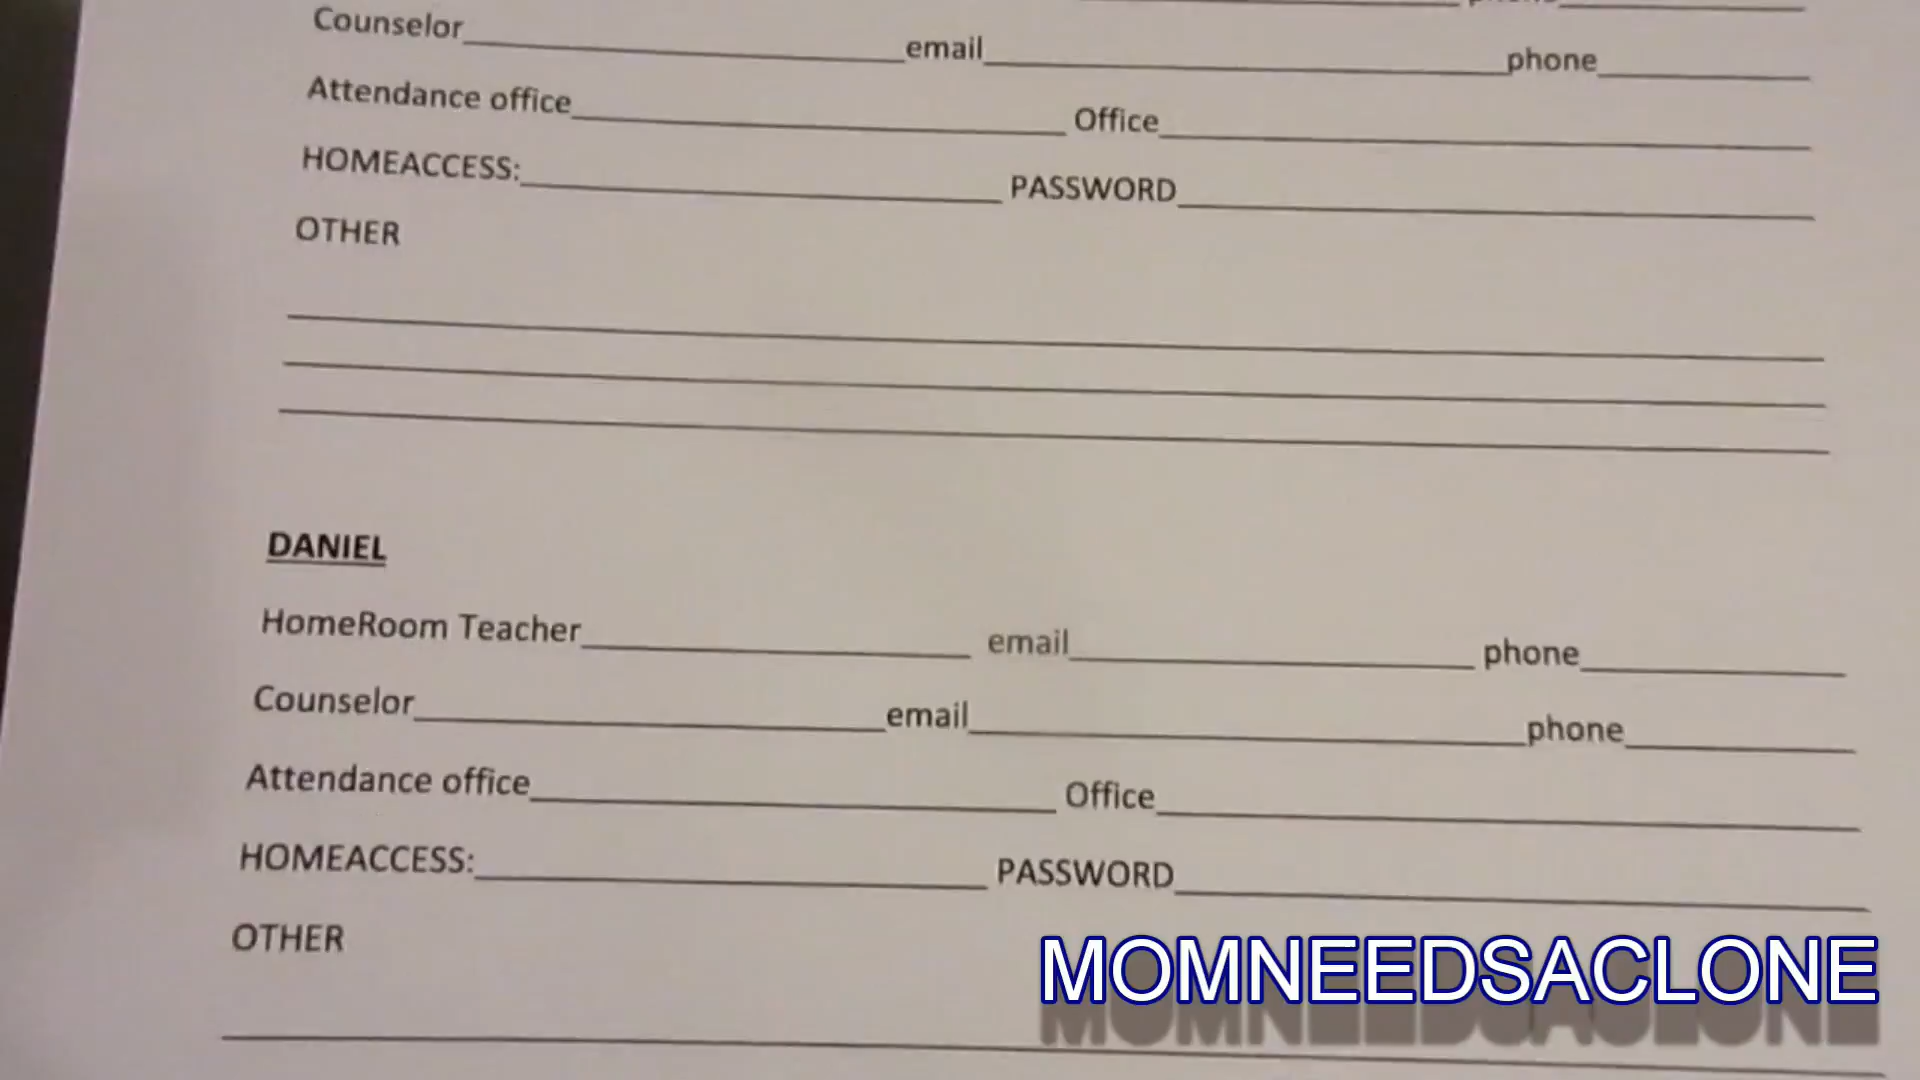 phone
Counselor email phone
Attendance office Office
HOMEACCESS: PASSWORD
OTHER
DANIEL
HomeRoom Teacher email phone
Counselor email phone
Attendance office Office
HOMEACCESS: PASSWORD
OTHER
MOMNEEDSACLONE